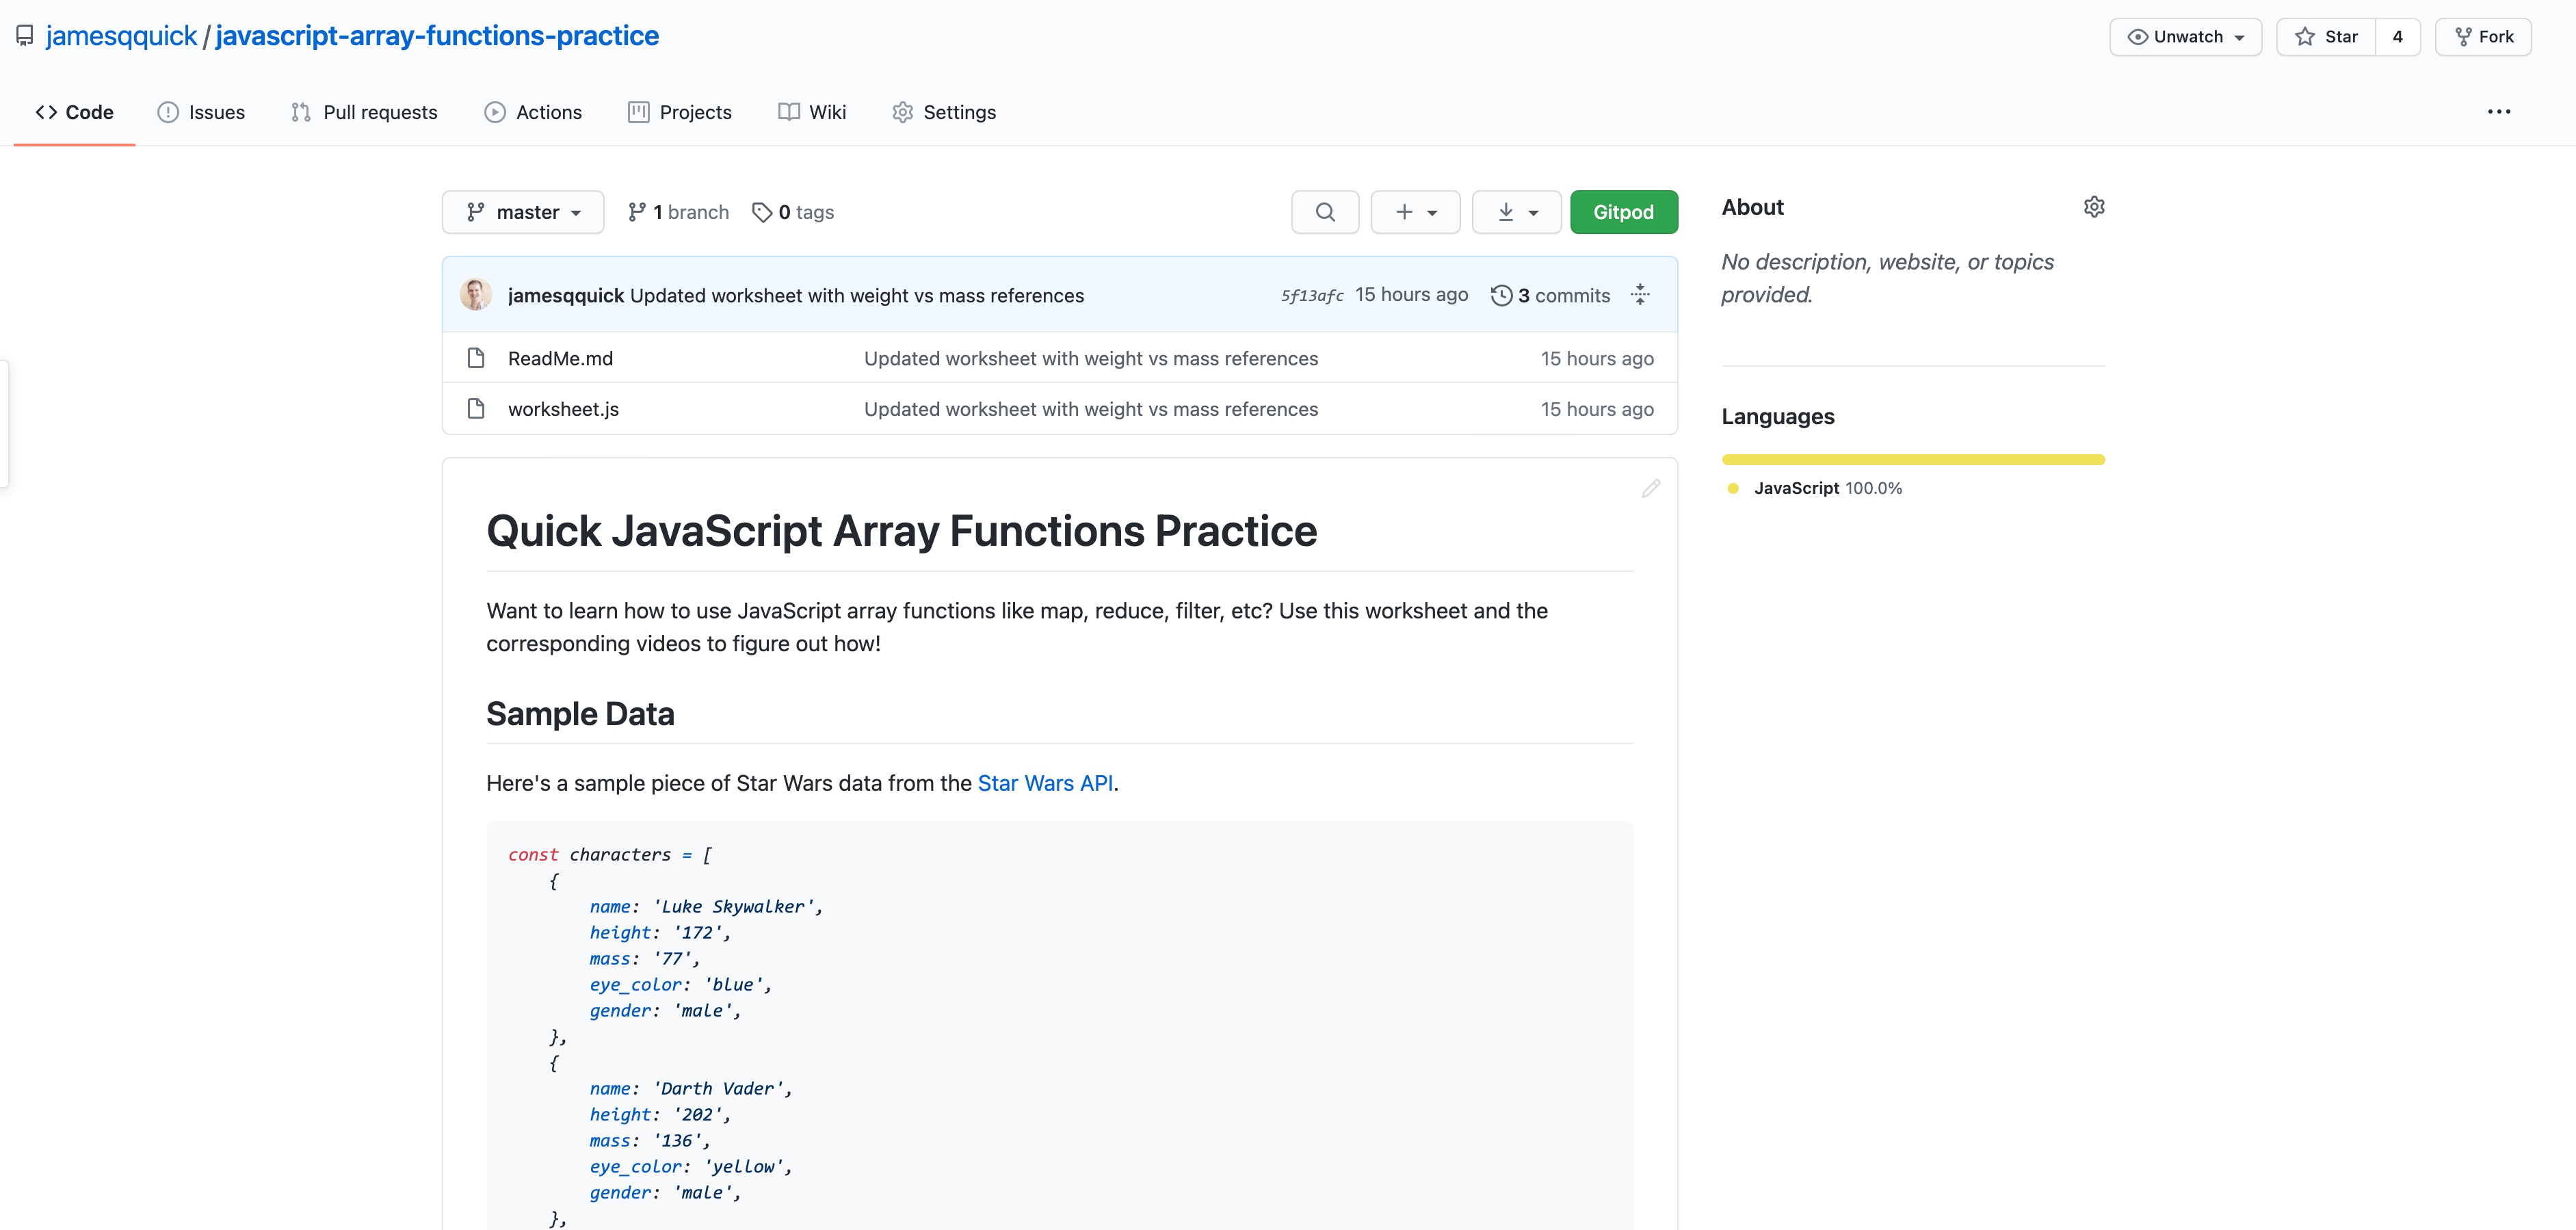 jamesqquick / javascript-array-functions-practice
Unwatch
Star 4
Fork
Code
Issues
Pull requests
Actions
Projects
Wiki
Settings
master
1 branch
0 tags
Gitpod
jamesqquick Updated worksheet with weight vs mass references
5f13afc 15 hours ago
3 commits
ReadMe.md Updated worksheet with weight vs mass references 15 hours ago
worksheet.js Updated worksheet with weight vs mass references 15 hours ago
Quick JavaScript Array Functions Practice
Want to learn how to use JavaScript array functions like map, reduce, filter, etc? Use this worksheet and the
corresponding videos to figure out how!
Sample Data
Here's a sample piece of Star Wars data from the Star Wars API.
const characters = [
{
name: 'Luke Skywalker',
height: '172',
mass: '77',
eye_color: 'blue',
gender: 'male',
},
{
name: 'Darth Vader',
height: '202',
mass: '136',
eye_color: 'yellow',
gender: 'male',
},
About
No description, website, or topics
provided.
Languages
JavaScript 100.0%